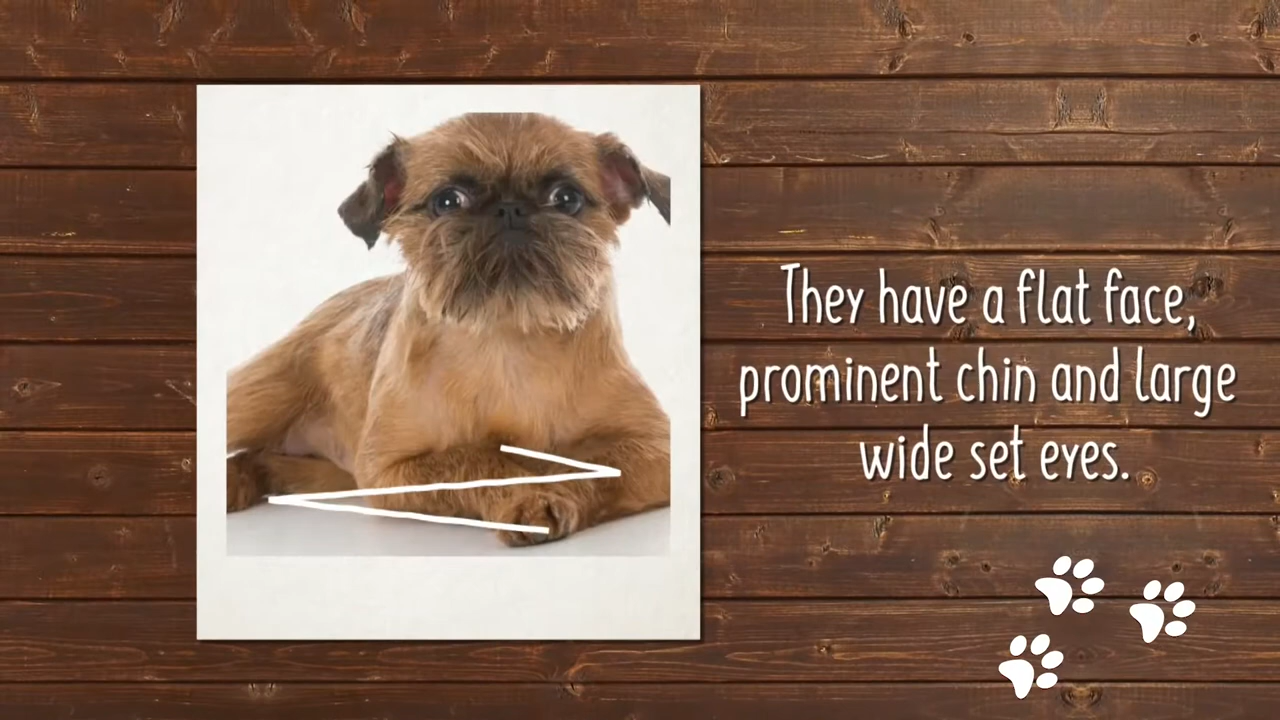 They have a flat face,
prominent chin and large
wide set eyes.